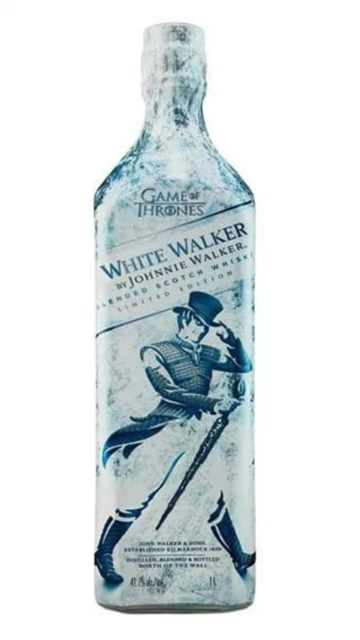 GAME OF
THRONES
WHITE WALKER
BY JOHNNIE WALKER
BLENDED SCOTCH WHISKY
LIMITED EDITION
JOHN WALKER & SONS
ESTABLISHED KILMARNOCK 1820
DISTILLED, BLENDED & BOTTLED
NORTH OF THE WALL
1L